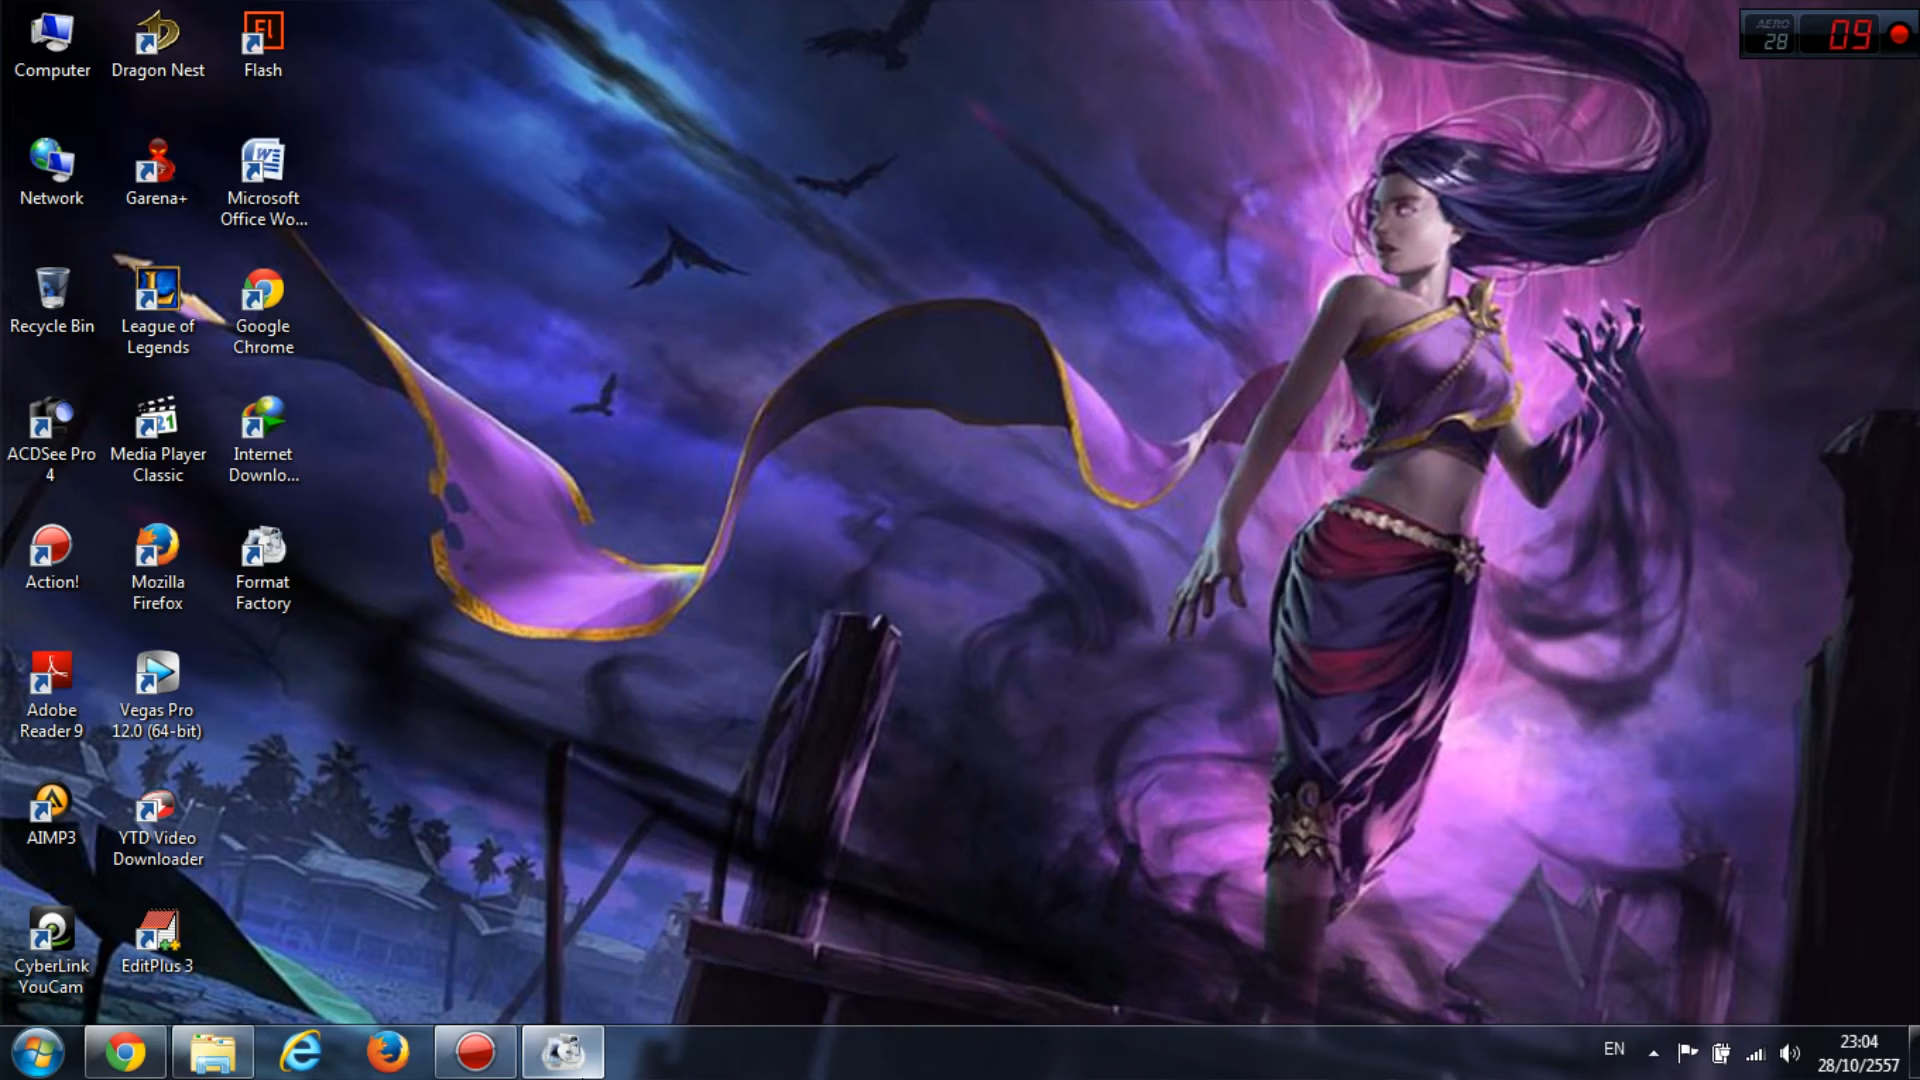 Computer
Dragon Nest
Flash
Network
Garena+
Microsoft
Office Wo...
Recycle Bin
League of
Legends
Google
Chrome
ACDSee Pro
4
Media Player
Classic
Internet
Downlo...
Action!
Mozilla
Firefox
Format
Factory
Adobe
Reader 9
Vegas Pro
12.0 (64-bit)
AIMP3
YTD Video
Downloader
CyberLink
YouCam
EditPlus 3
AERO
28
09
EN
23:04
28/10/2557